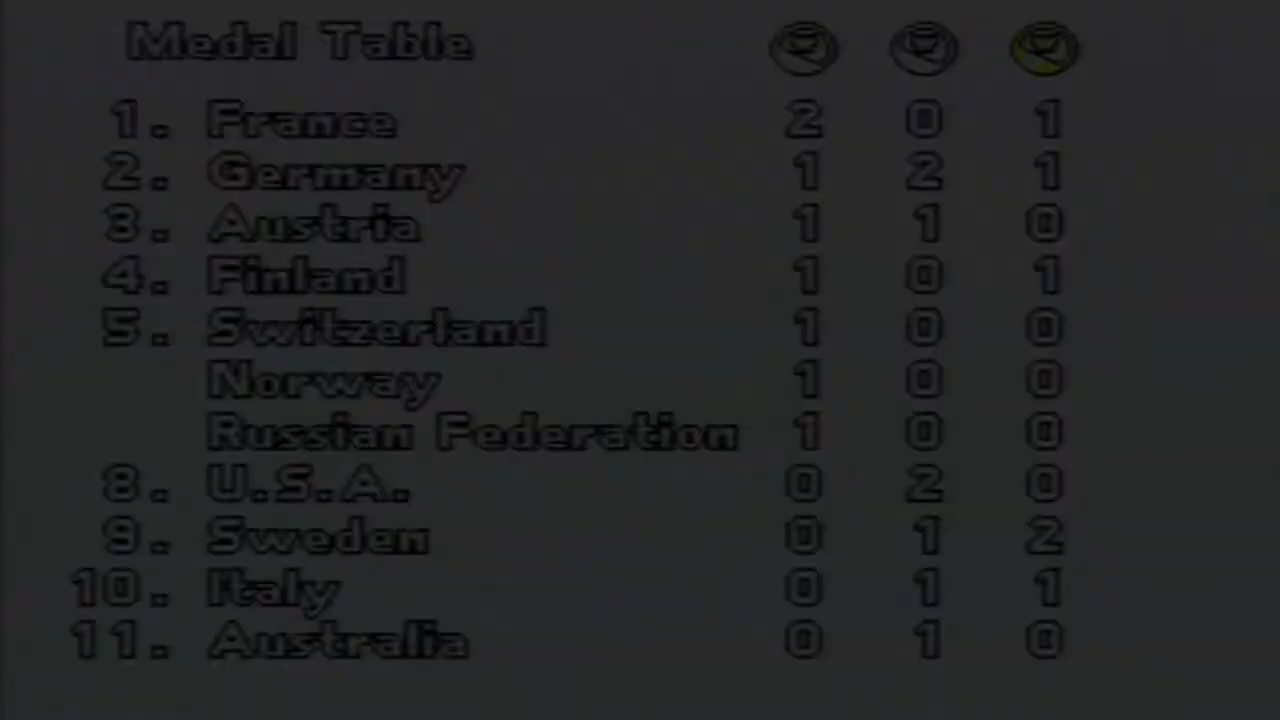 Medal Table
1. France 2 0 1
2. Germany 1 2 1
3. Austria 1 1 0
4. Finland 1 0 1
5. Switzerland 1 0 0
Norway 1 0 0
Russian Federation 1 0 0
8. U.S.A. 0 2 0
9. Sweden 0 1 2
10. Italy 0 1 1
11. Australia 0 1 0